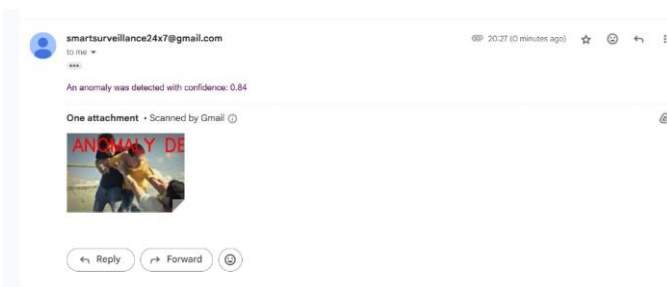 smartsurveillance24x7@gmail.com
20:27 (0 minutes ago)
to me
An anomaly was detected with confidence: 0.84
One attachment • Scanned by Gmail
ANOMALY DE
Reply
Forward